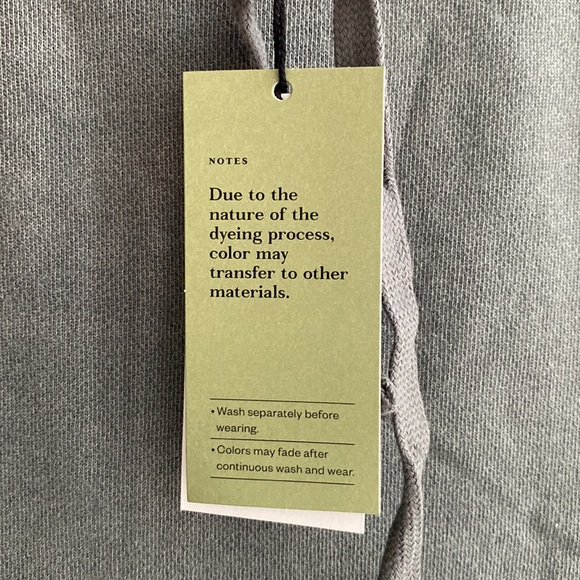 NOTES
Due to the
nature of the
dyeing process,
color may
transfer to other
materials.
• Wash separately before
wearing.
• Colors may fade after
continuous wash and wear.